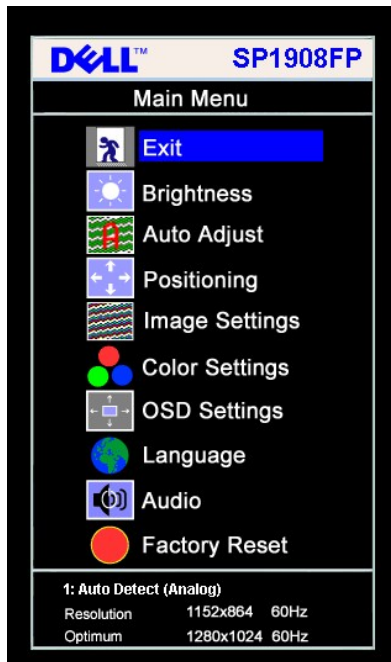 DELL™ SP1908FP
Main Menu
Exit
Brightness
A
Auto Adjust
Positioning
Image Settings
Color Settings
OSD Settings
Language
Audio
Factory Reset
1: Auto Detect (Analog)
Resolution 1152x864 60Hz
Optimum 1280x1024 60Hz